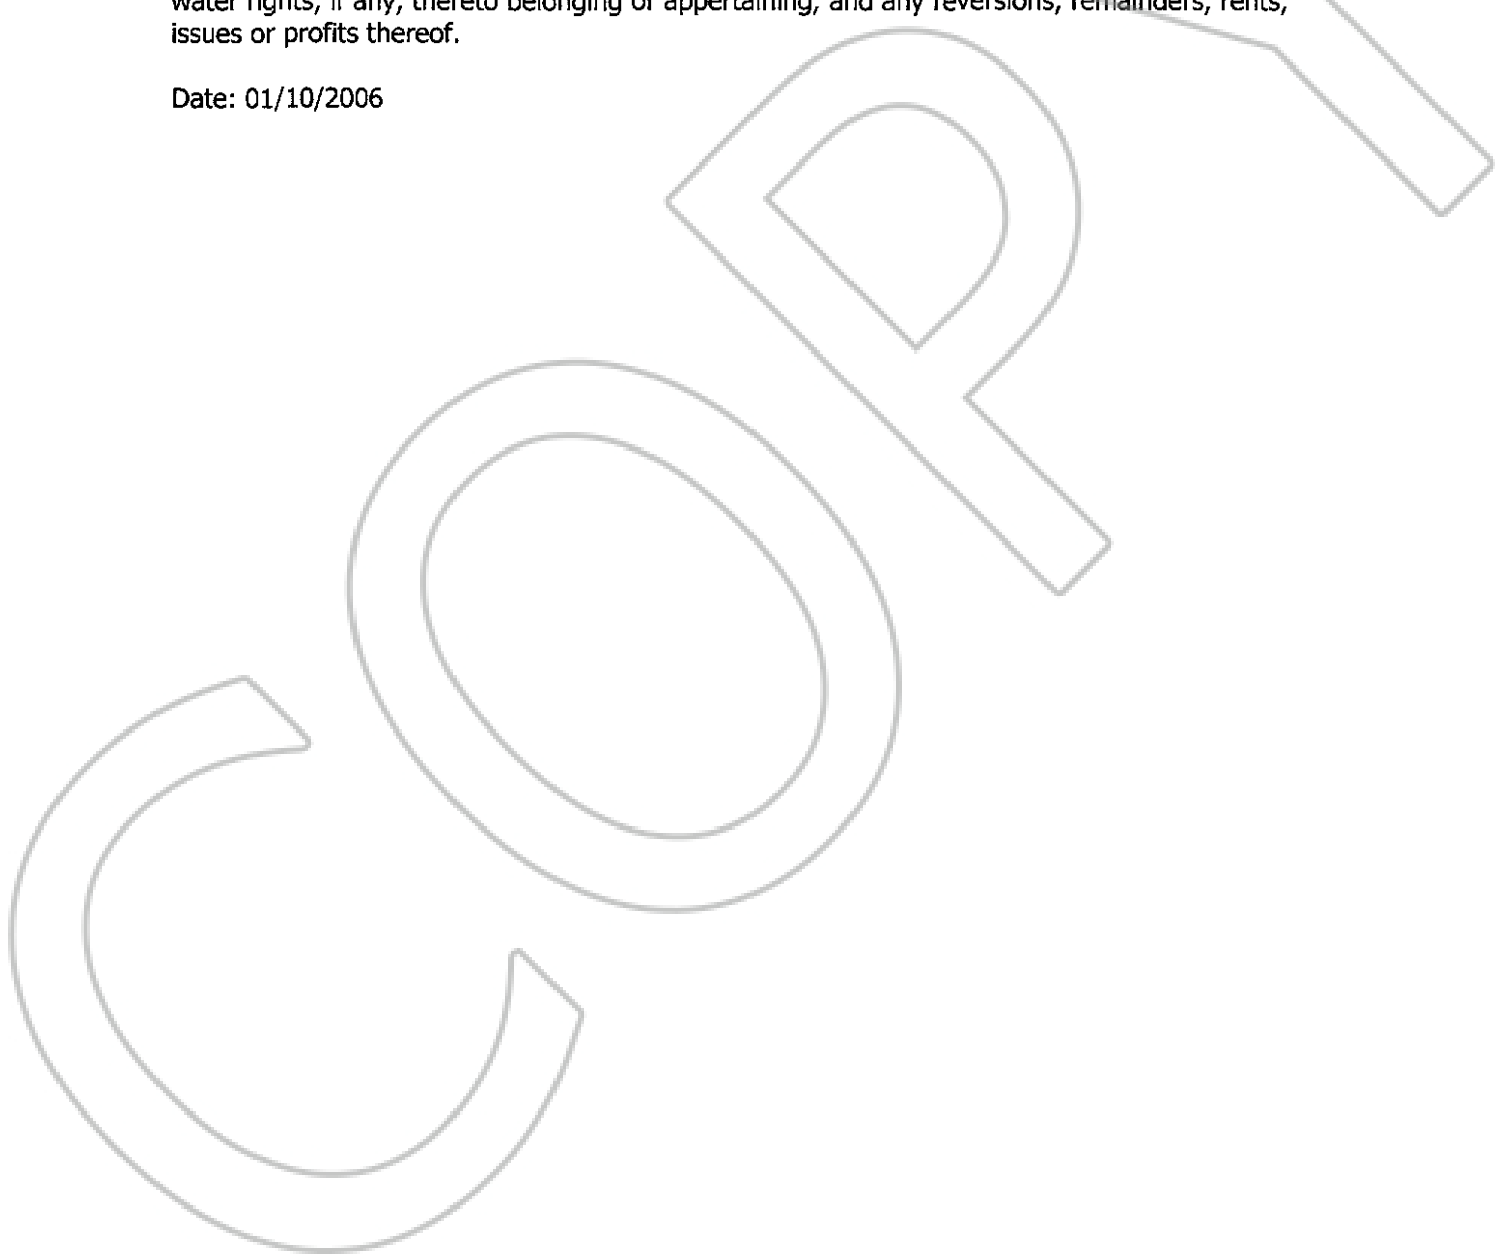 water rights, if any, thereto belonging or appertaining, and any reversions, remainders, rents,
issues or profits thereof.
Date: 01/10/2006
COPY